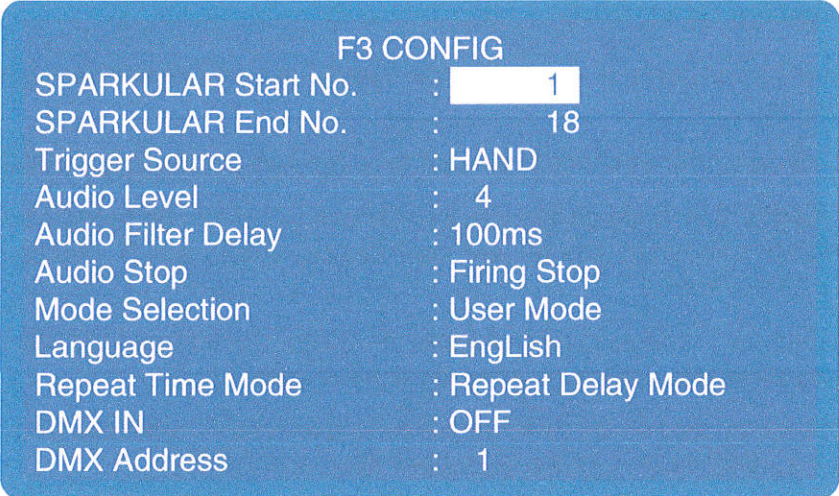 F3 CONFIG
SPARKULAR Start No. : 1
SPARKULAR End No. : 18
Trigger Source : HAND
Audio Level : 4
Audio Filter Delay : 100ms
Audio Stop : Firing Stop
Mode Selection : User Mode
Language : EngLish
Repeat Time Mode : Repeat Delay Mode
DMX IN : OFF
DMX Address : 1